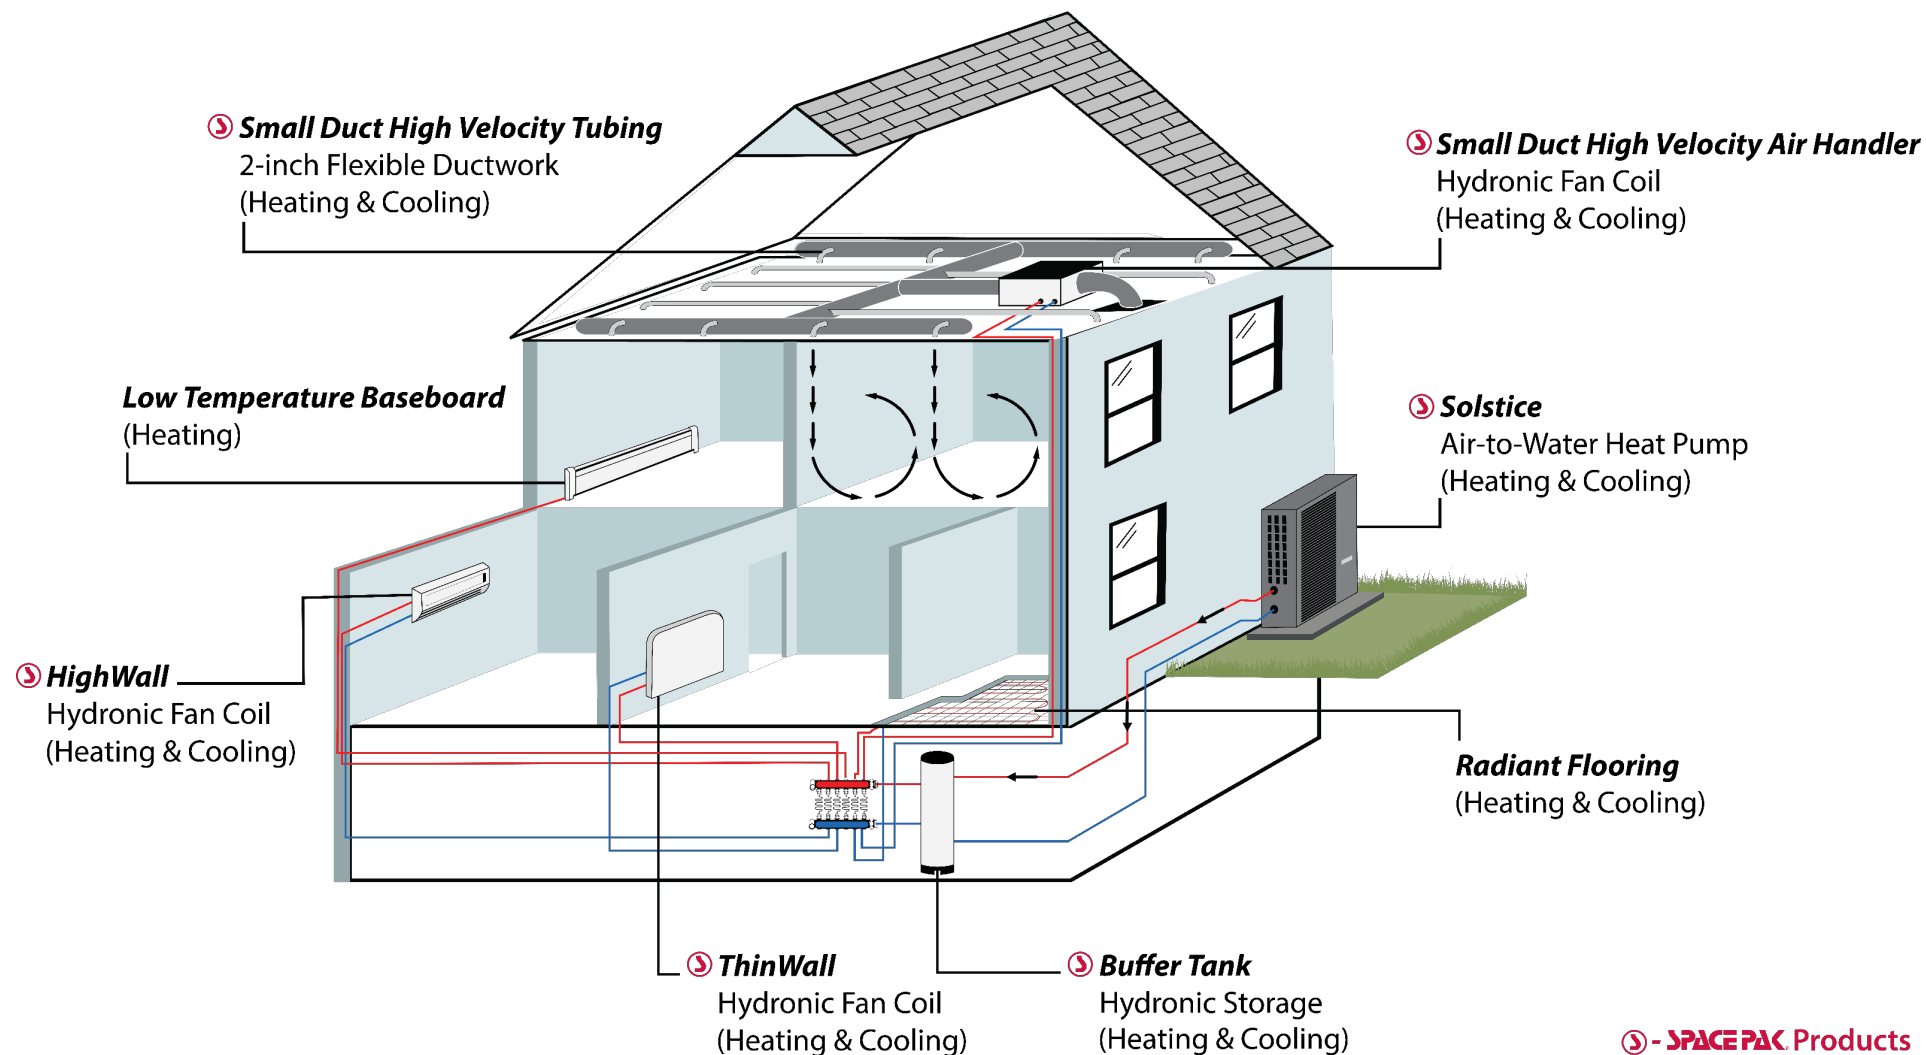 Small Duct High Velocity Tubing
2-inch Flexible Ductwork
(Heating & Cooling)
Small Duct High Velocity Air Handler
Hydronic Fan Coil
(Heating & Cooling)
Low Temperature Baseboard
(Heating)
Solstice
Air-to-Water Heat Pump
(Heating & Cooling)
HighWall
Hydronic Fan Coil
(Heating & Cooling)
Radiant Flooring
(Heating & Cooling)
ThinWall
Hydronic Fan Coil
(Heating & Cooling)
Buffer Tank
Hydronic Storage
(Heating & Cooling)
S - SPACEPAK. Products